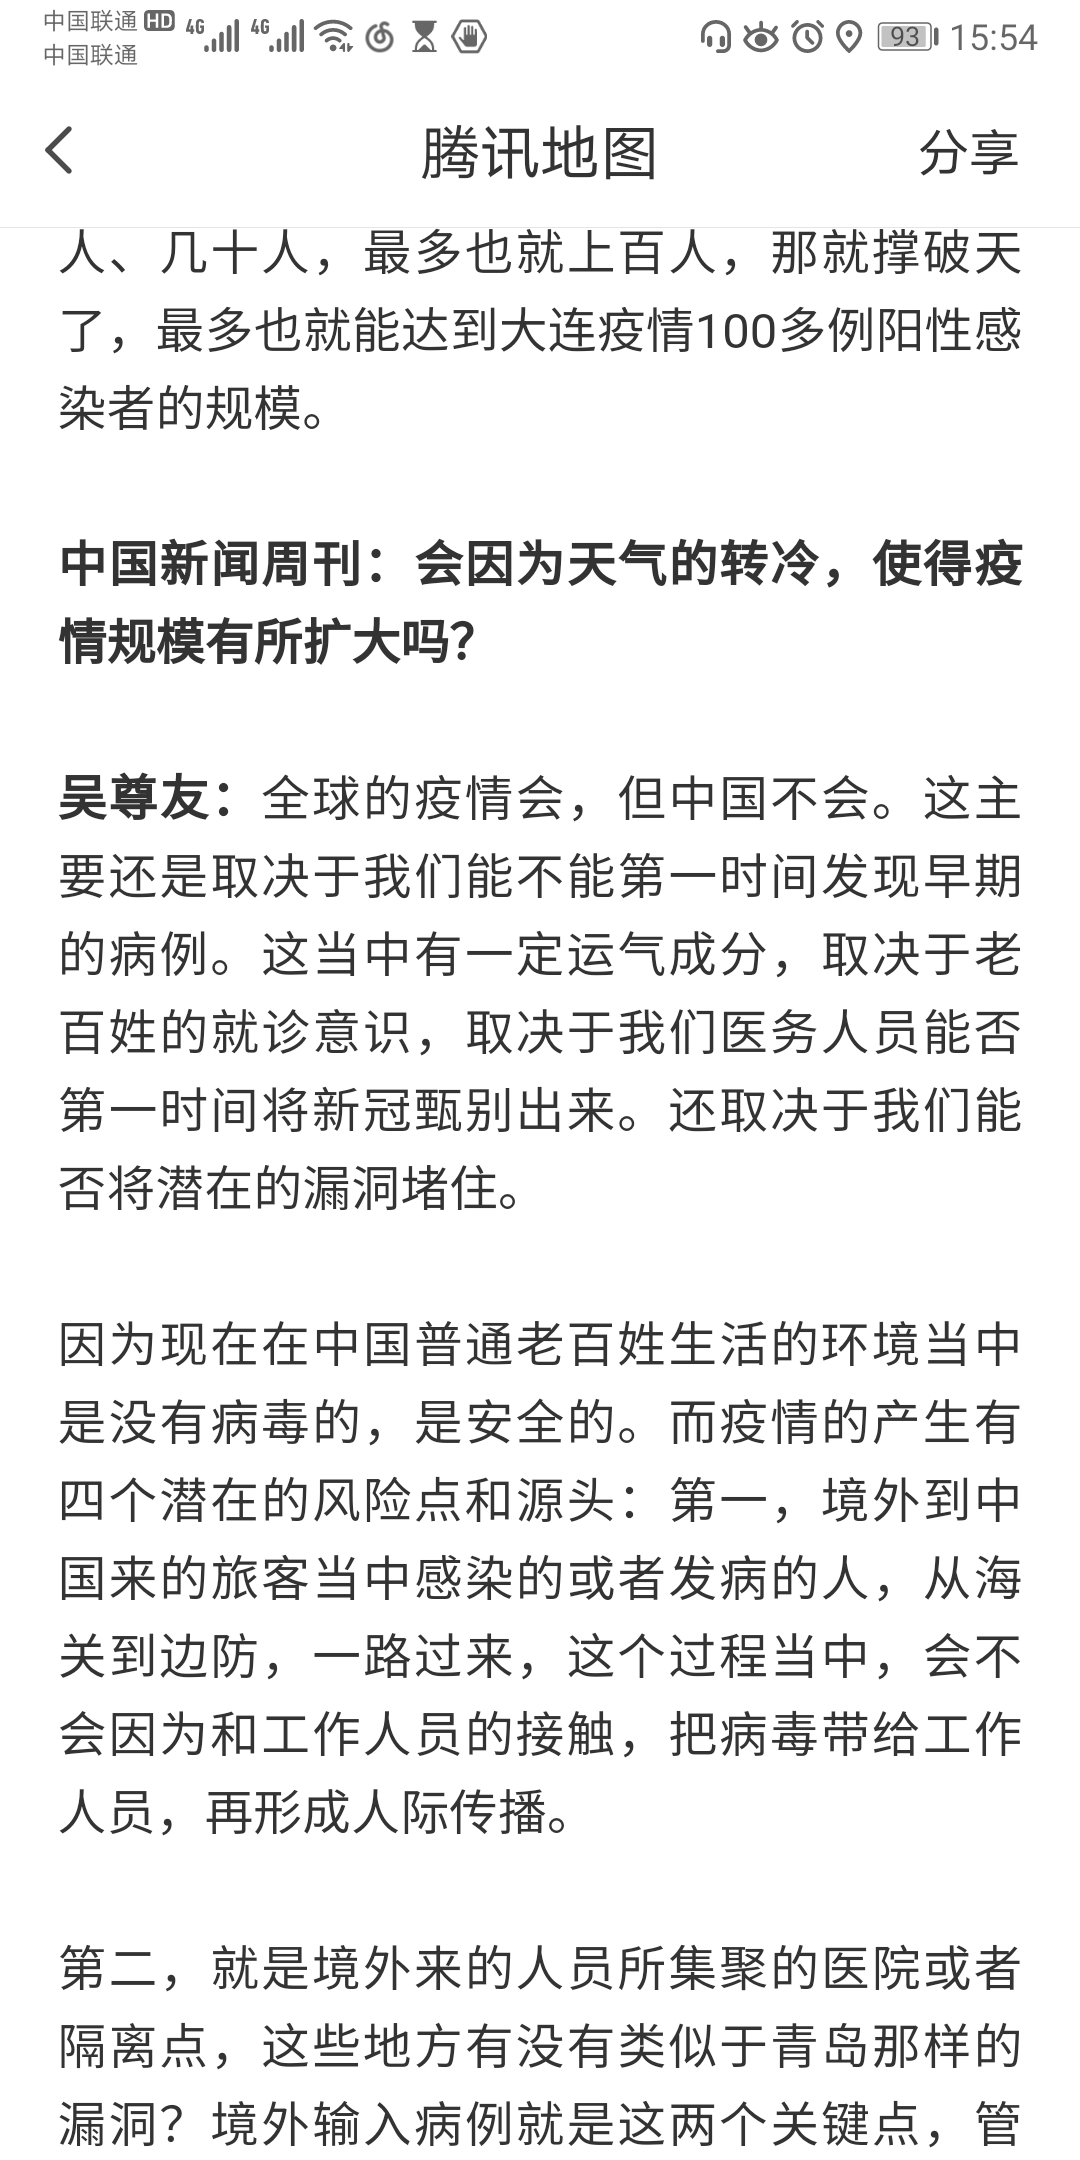 中国联通 HD 4G 4G 93 15:54
中国联通
腾讯地图 分享
人、几十人，最多也就上百人，那就撑破天
了，最多也就能达到大连疫情100多例阳性感
染者的规模。
中国新闻周刊：会因为天气的转冷，使得疫
情规模有所扩大吗？
吴尊友：全球的疫情会，但中国不会。这主
要还是取决于我们能不能第一时间发现早期
的病例。这当中有一定运气成分，取决于老
百姓的就诊意识，取决于我们医务人员能否
第一时间将新冠甄别出来。还取决于我们能
否将潜在的漏洞堵住。
因为现在在中国普通老百姓生活的环境当中
是没有病毒的，是安全的。而疫情的产生有
四个潜在的风险点和源头：第一，境外到中
国来的旅客当中感染的或者发病的人，从海
关到边防，一路过来，这个过程当中，会不
会因为和工作人员的接触，把病毒带给工作
人员，再形成人际传播。
第二，就是境外来的人员所集聚的医院或者
隔离点，这些地方有没有类似于青岛那样的
漏洞？境外输入病例就是这两个关键点，管